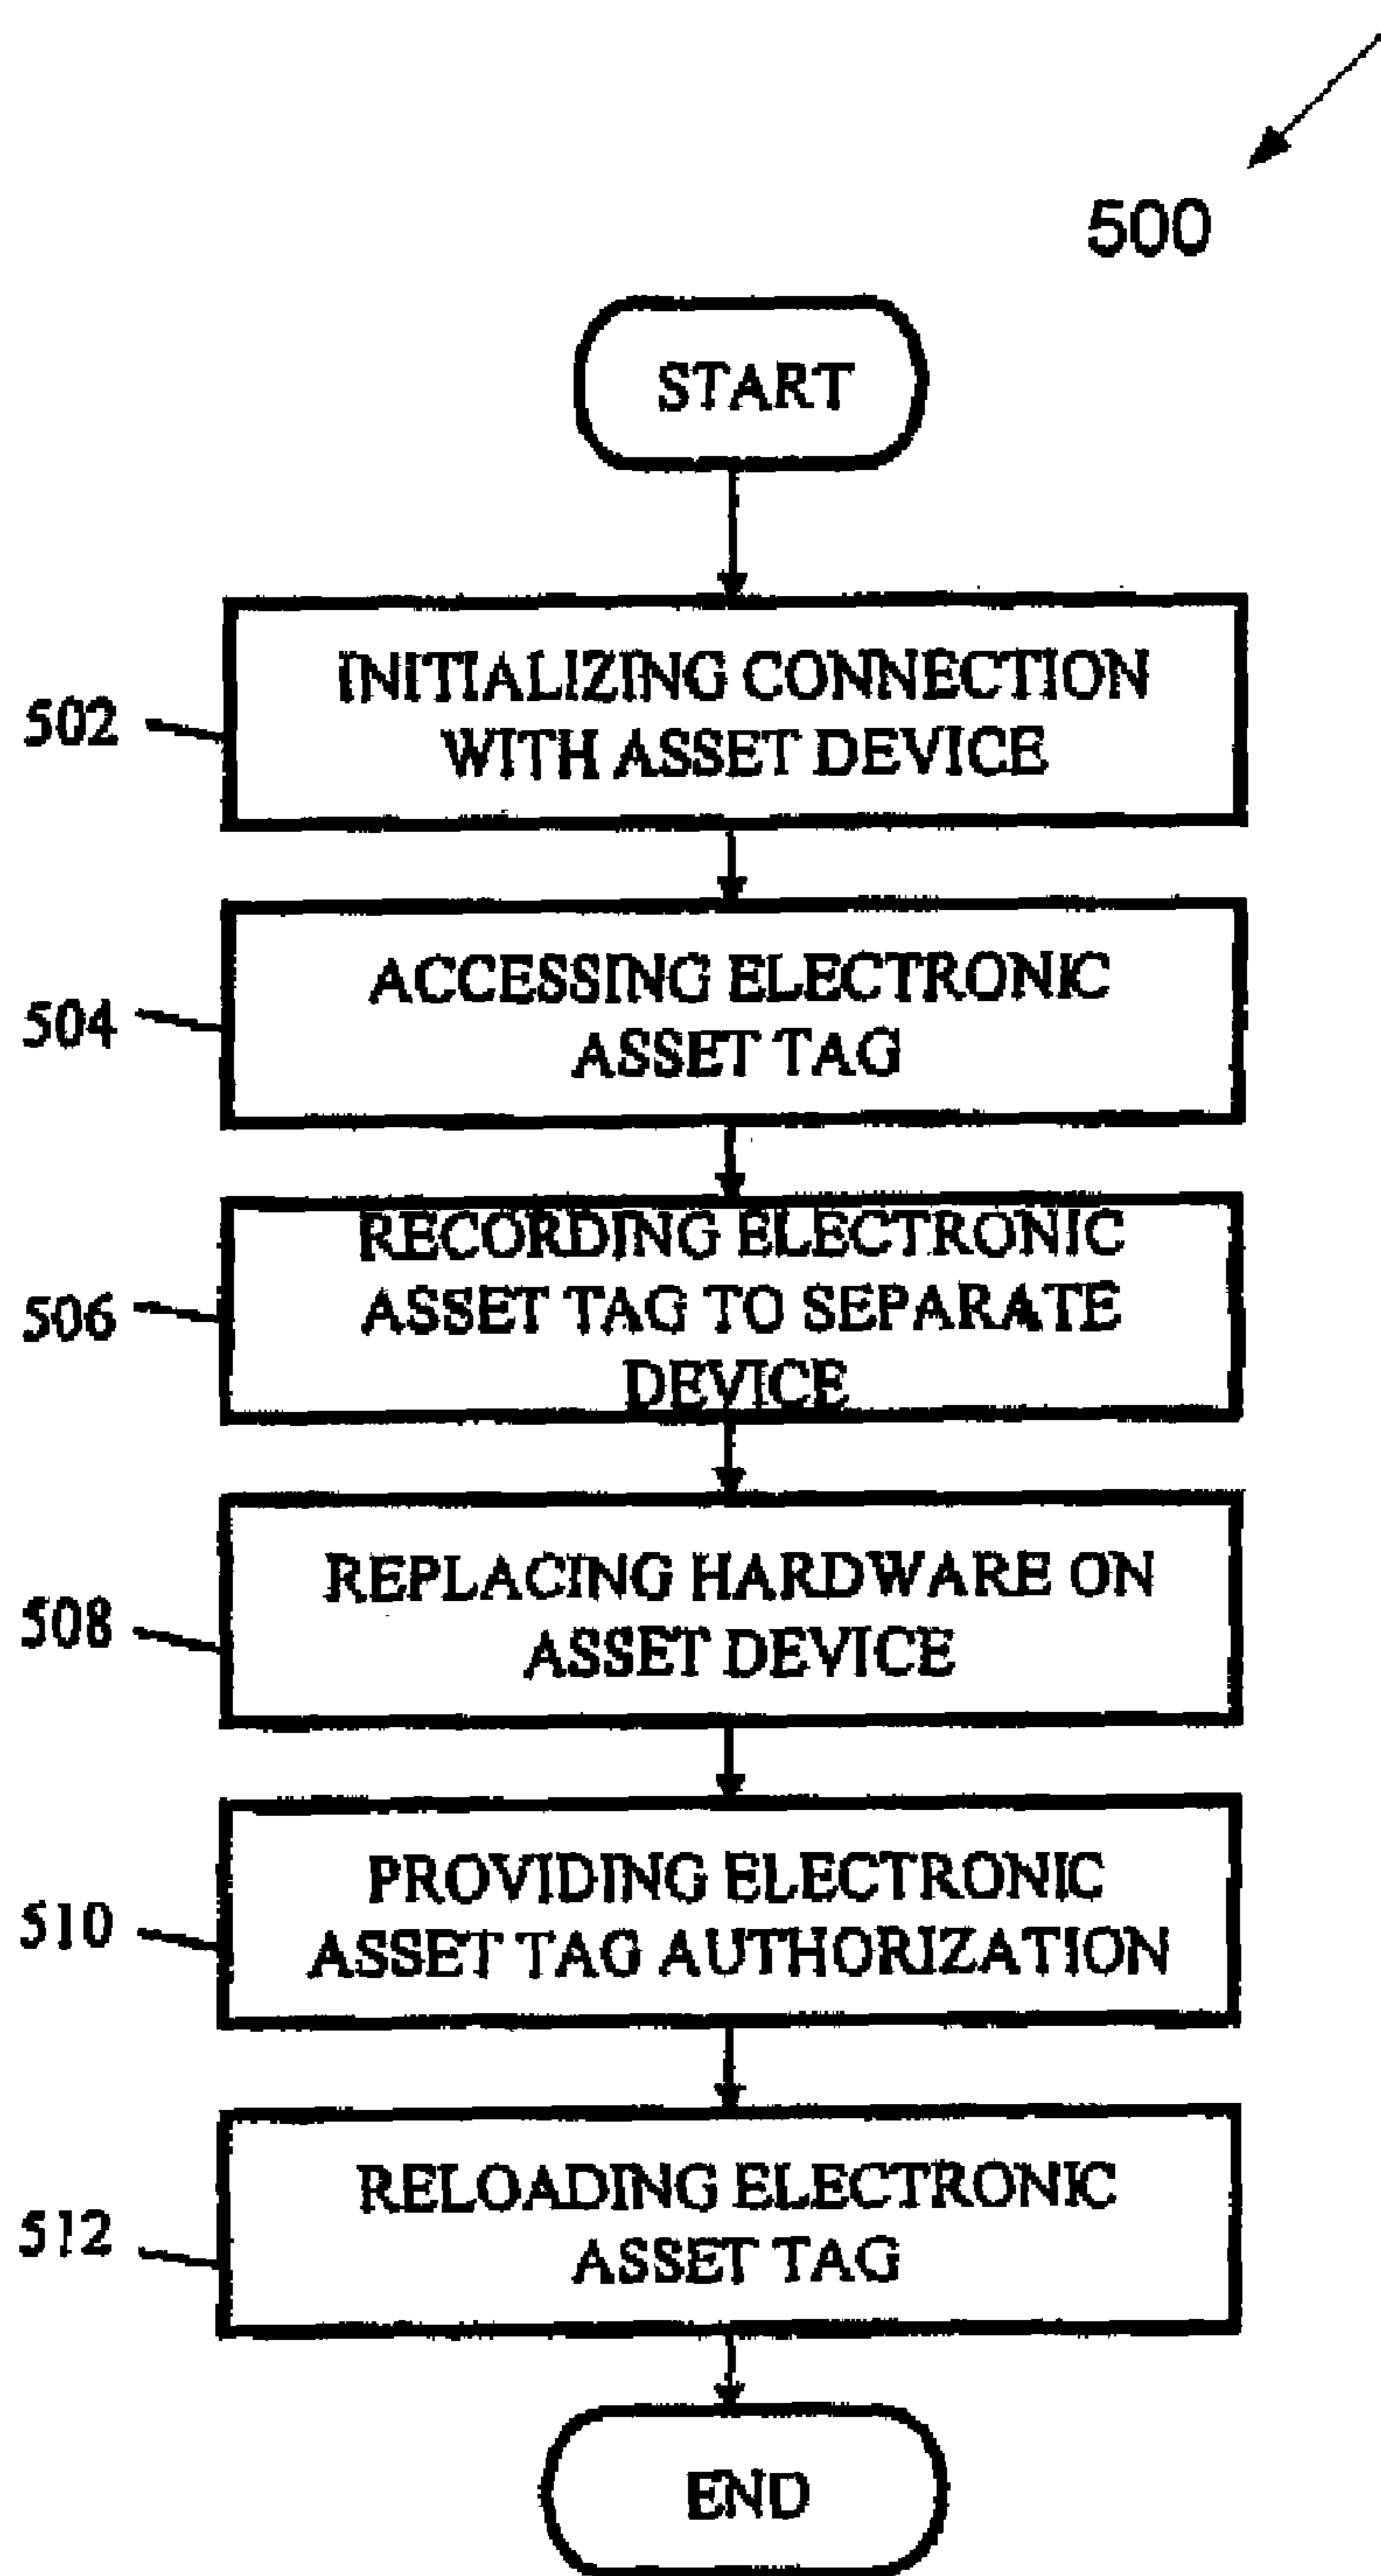 500
START
502
INITIALIZING CONNECTION
WITH ASSET DEVICE
504
ACCESSING ELECTRONIC
ASSET TAG
506
RECORDING ELECTRONIC
ASSET TAG TO SEPARATE
DEVICE
508
REPLACING HARDWARE ON
ASSET DEVICE
510
PROVIDING ELECTRONIC
ASSET TAG AUTHORIZATION
512
RELOADING ELECTRONIC
ASSET TAG
END